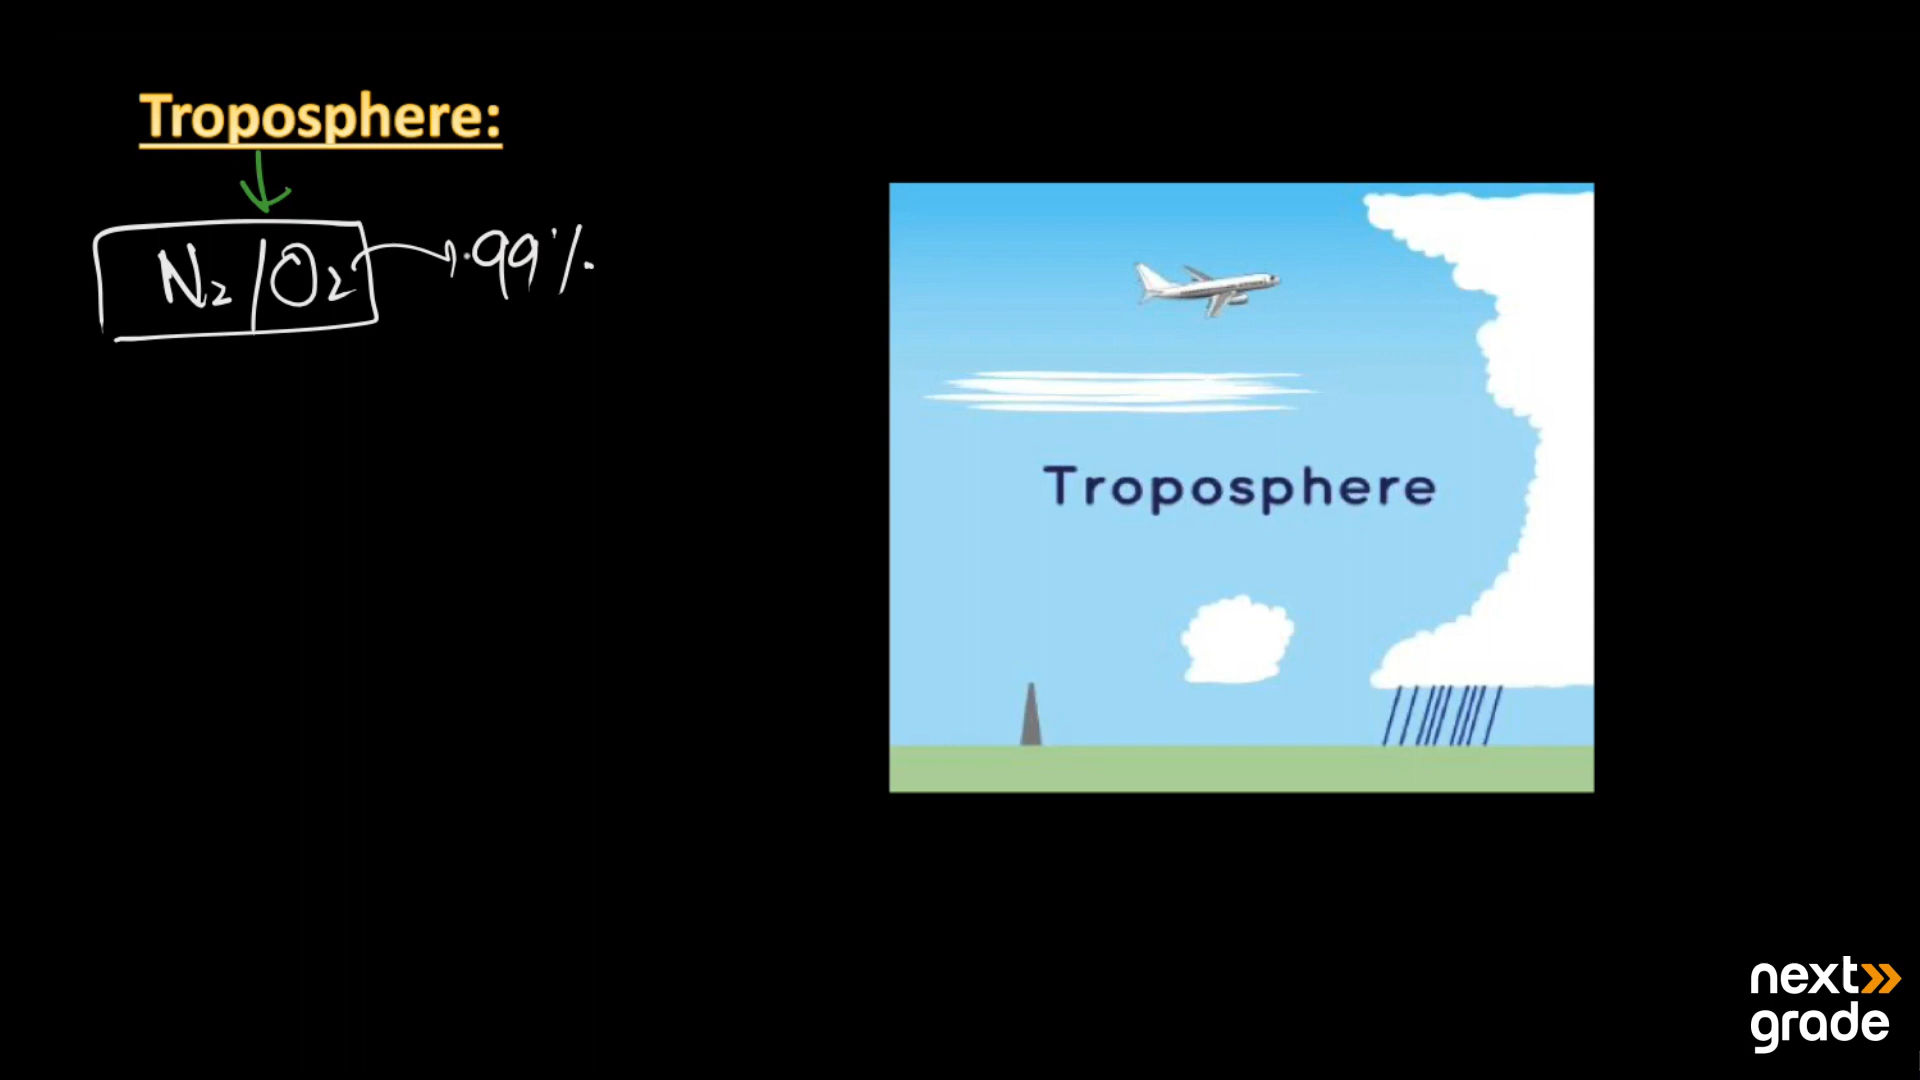 Troposphere:
N₂/O₂ → 99%
Troposphere
next
grade